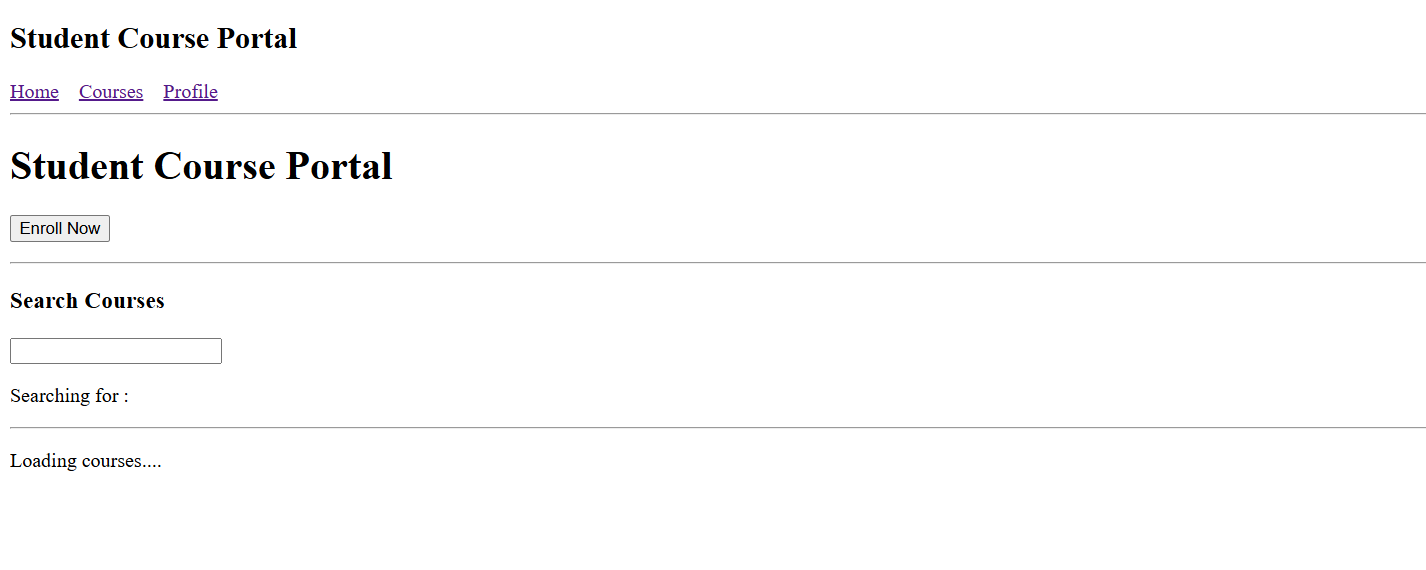 Student Course Portal
Home Courses Profile
Student Course Portal
Enroll Now
Search Courses
Searching for :
Loading courses....